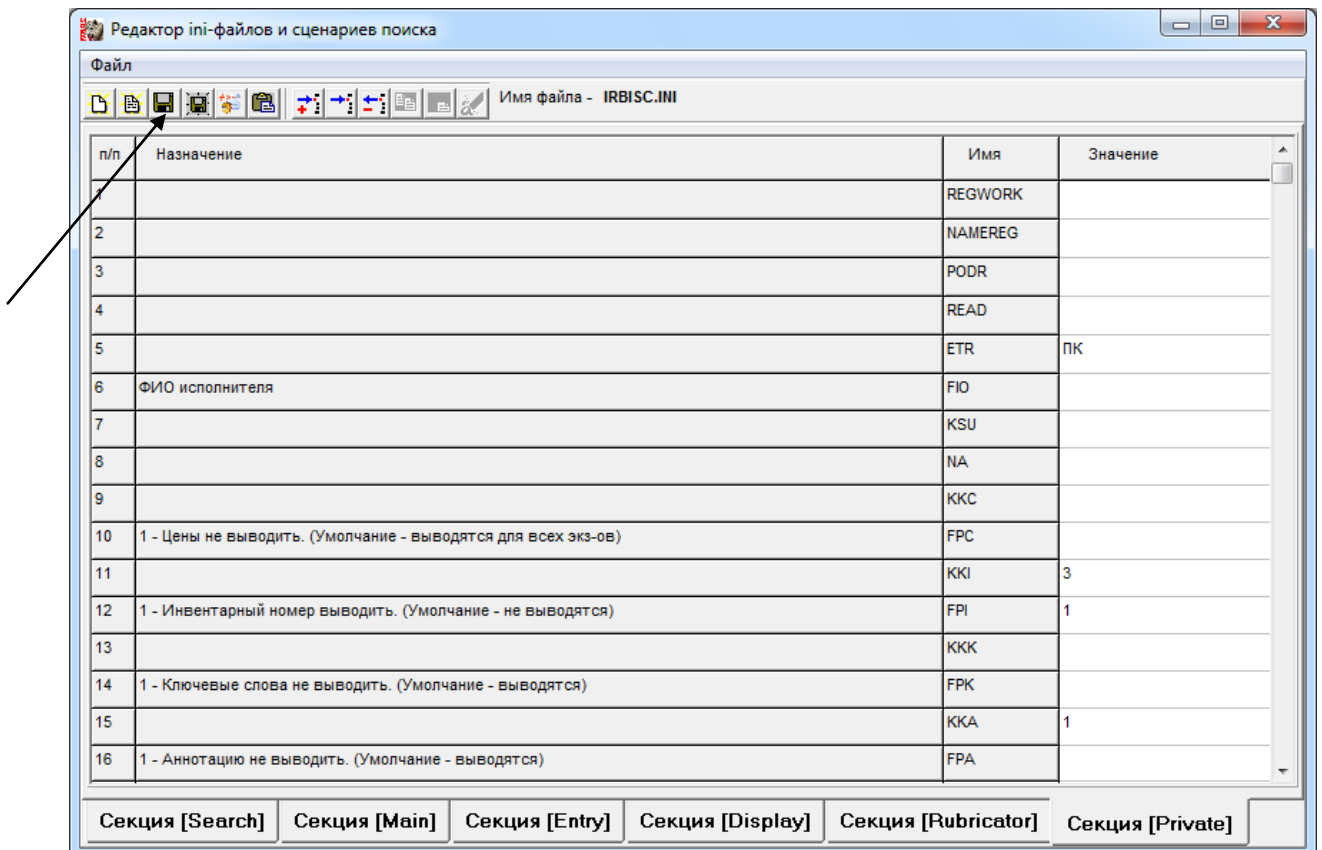 Редактор ini-файлов и сценариев поиска
Файл
Имя файла - IRBISC.INI
п/п Назначение Имя Значение
1 REGWORK
2 NAMEREG
3 PODR
4 READ
5 ETR ПК
6 ФИО исполнителя FIO
7 KSU
8 NA
9 KKC
10 1 - Цены не выводить. (Умолчание - выводятся для всех экз-ов) FPC
11 KKI 3
12 1 - Инвентарный номер выводить. (Умолчание - не выводятся) FPI 1
13 KKK
14 1 - Ключевые слова не выводить. (Умолчание - выводятся) FPK
15 KKA 1
16 1 - Аннотацию не выводить. (Умолчание - выводятся) FPA
Секция [Search] Секция [Main] Секция [Entry] Секция [Display] Секция [Rubricator] Секция [Private]